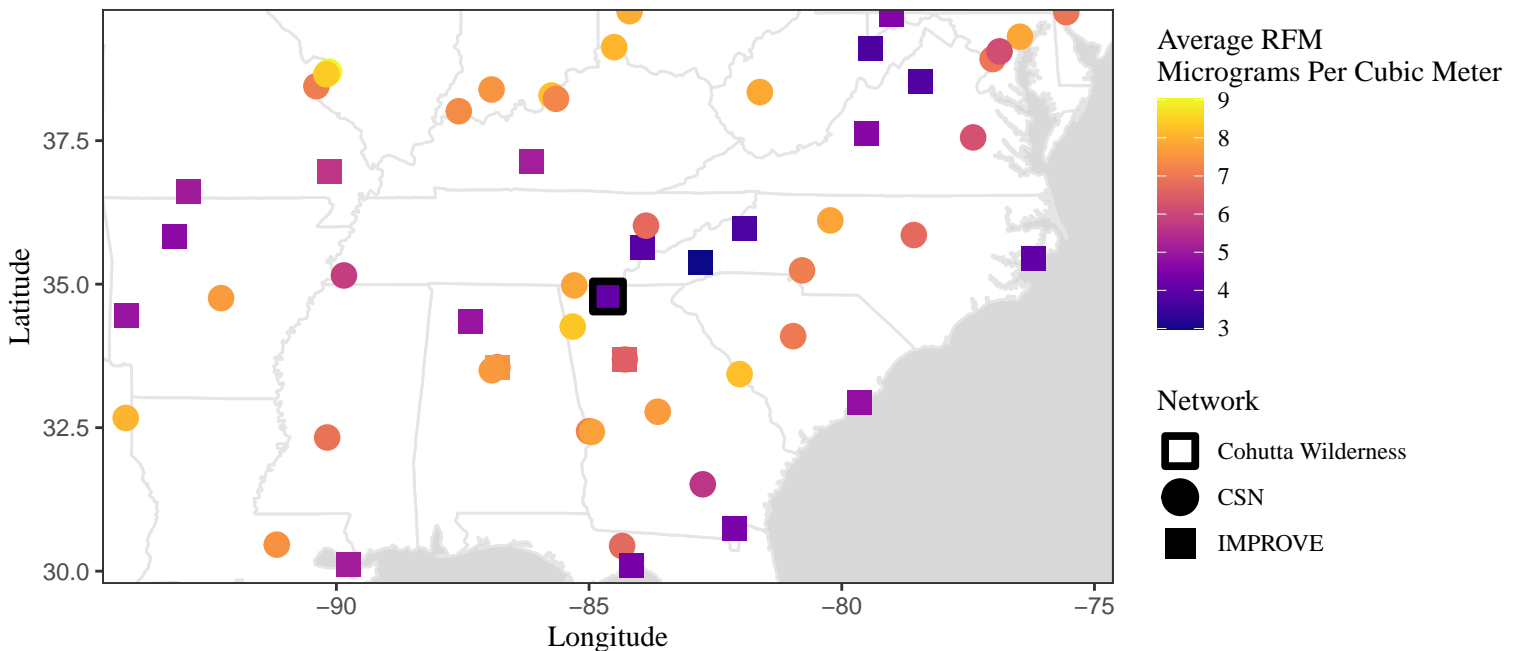 Average RFM
Micrograms Per Cubic Meter
9
8
7
6
5
4
3
Network
Cohutta Wilderness
CSN
IMPROVE
37.5
35.0
32.5
30.0
Latitude
−90
−85
−80
−75
Longitude